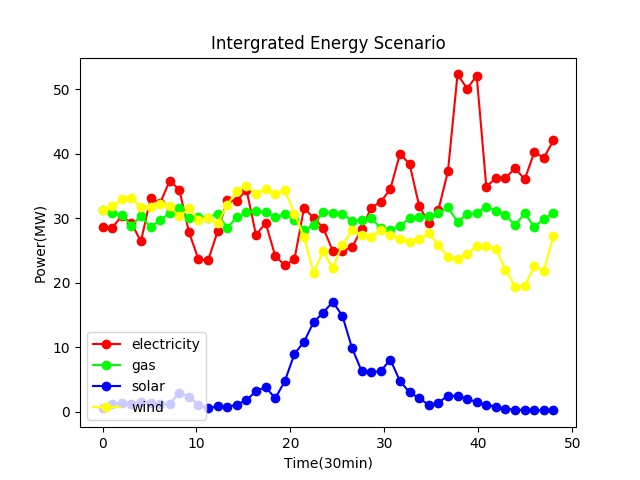 Intergrated Energy Scenario
Power(MW)
50
40
30
20
10
0
electricity
gas
solar
wind
0 10 20 30 40 50
Time(30min)